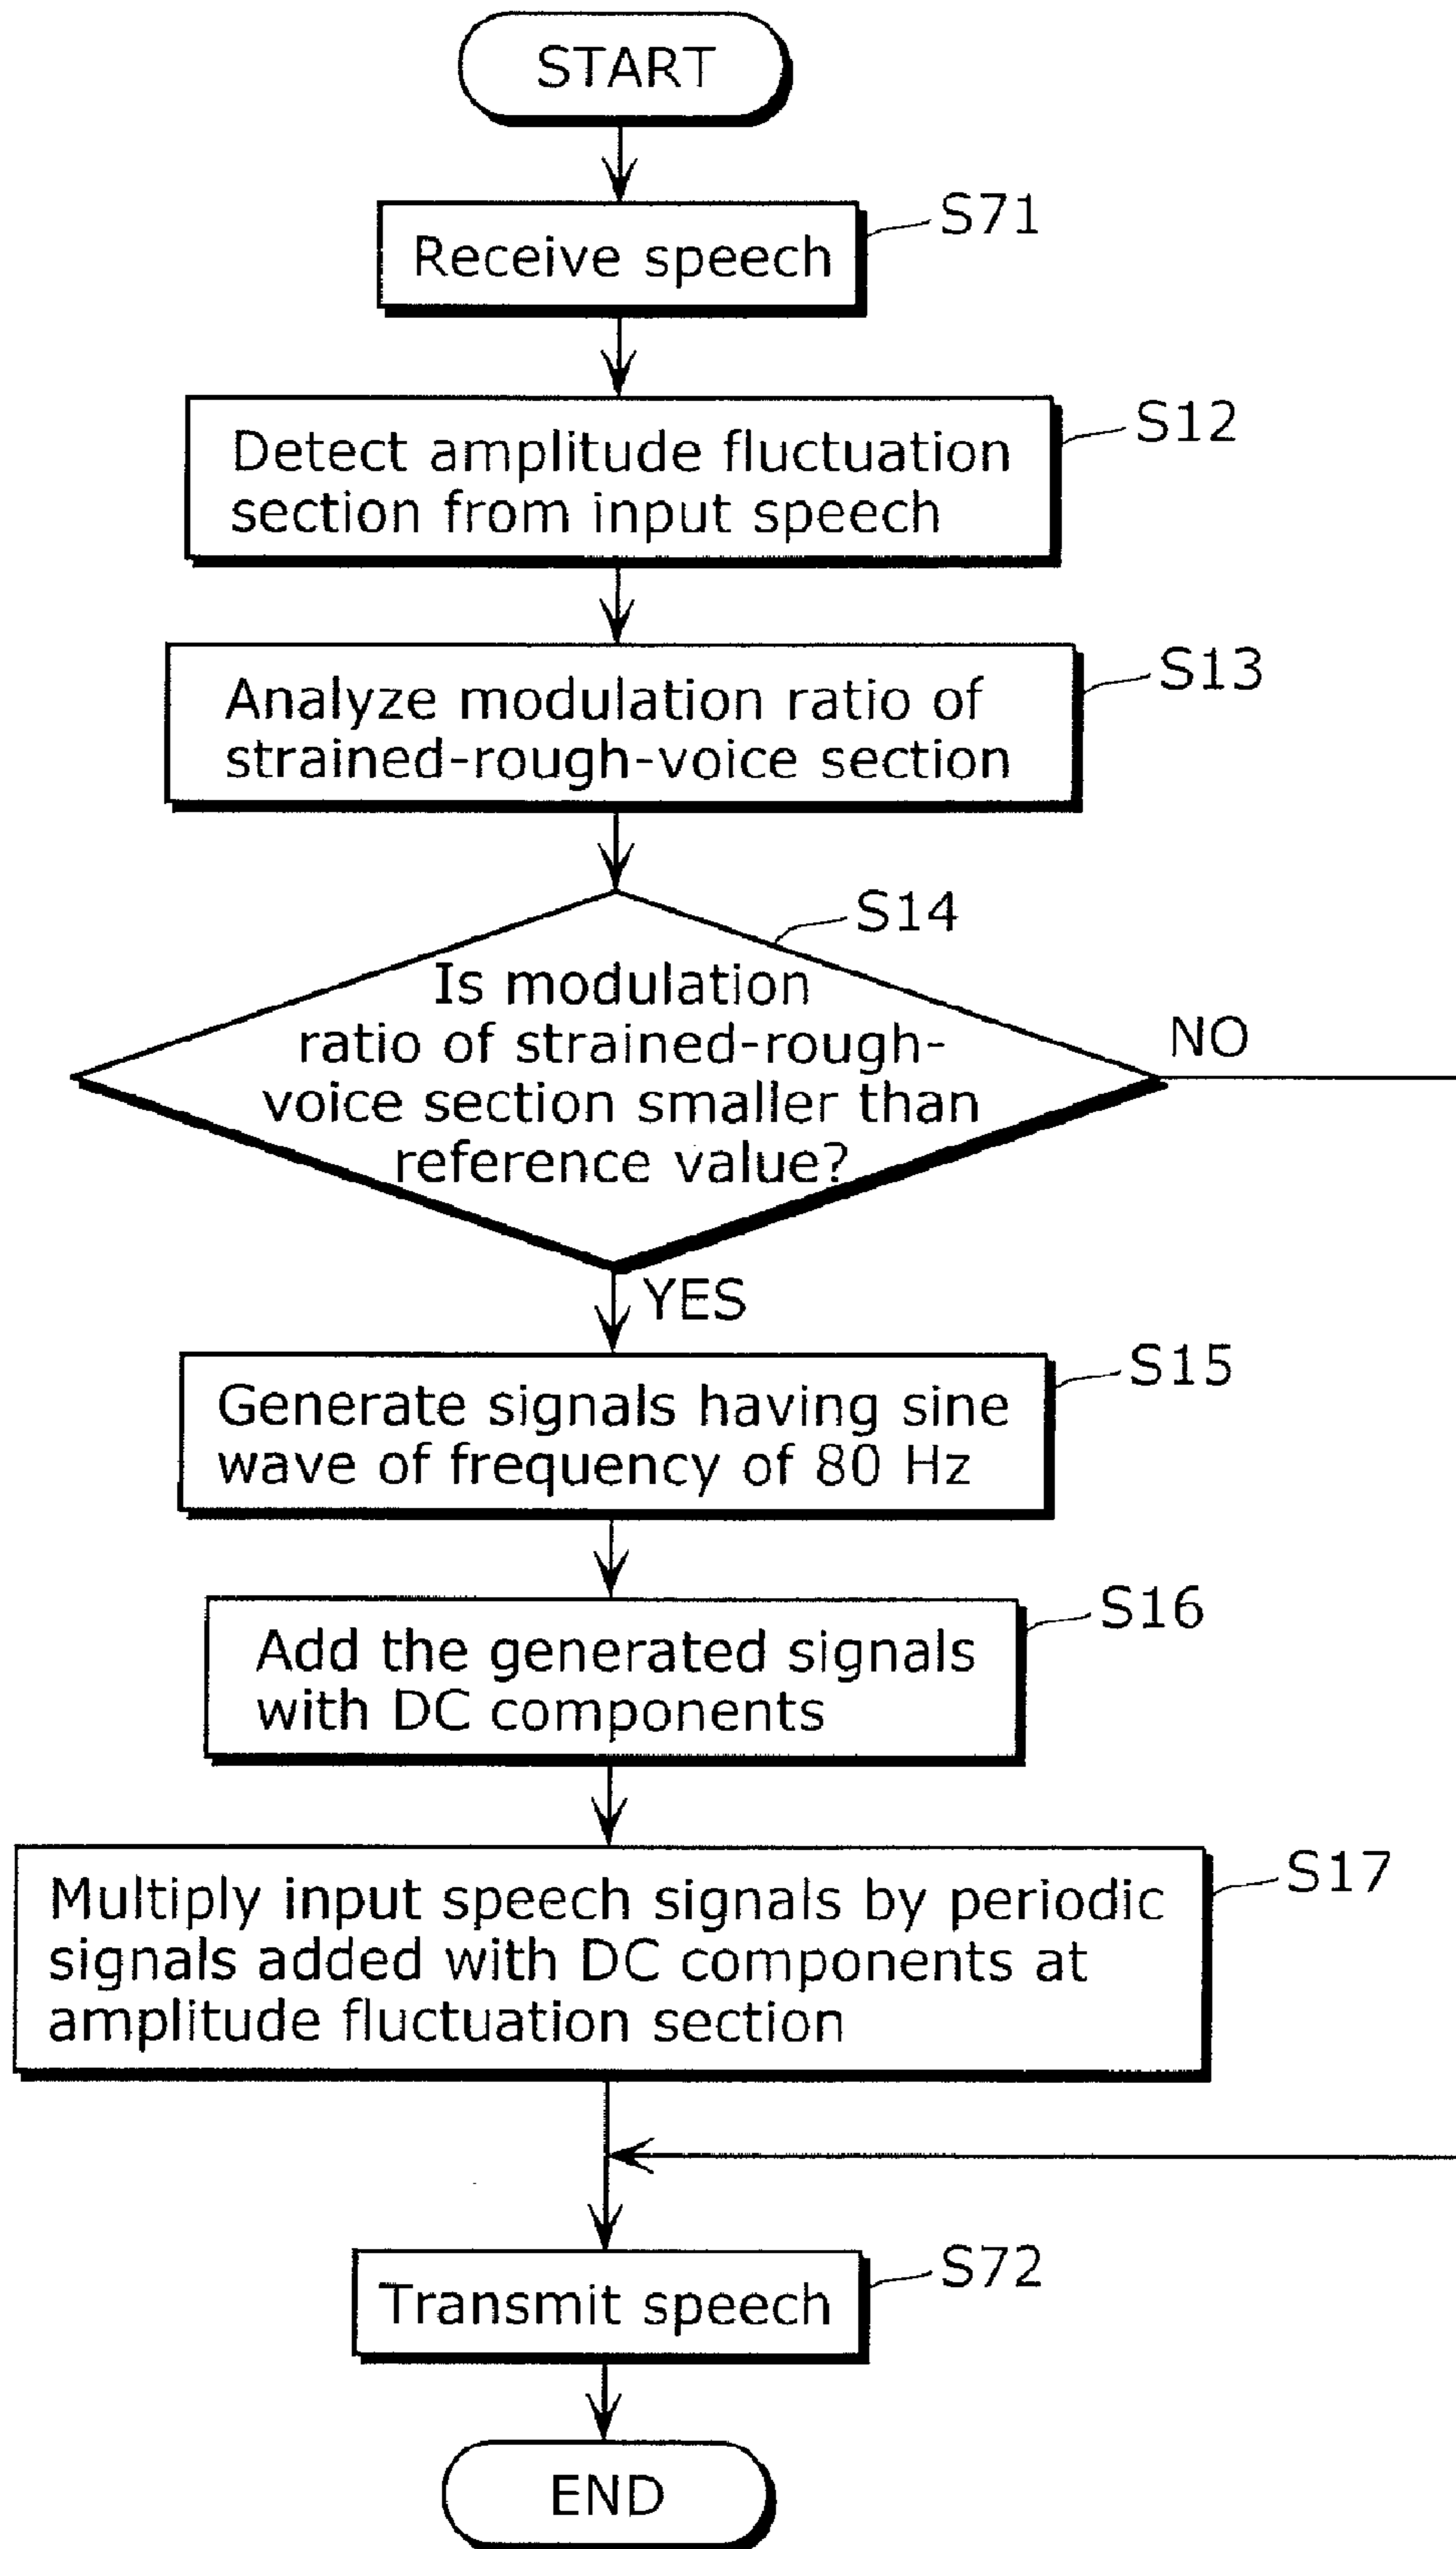 START
S71
Receive speech
S12
Detect amplitude fluctuation
section from input speech
S13
Analyze modulation ratio of
strained-rough-voice section
S14
Is modulation
ratio of strained-rough-
voice section smaller than
reference value?
NO
YES
S15
Generate signals having sine
wave of frequency of 80 Hz
S16
Add the generated signals
with DC components
S17
Multiply input speech signals by periodic
signals added with DC components at
amplitude fluctuation section
S72
Transmit speech
END